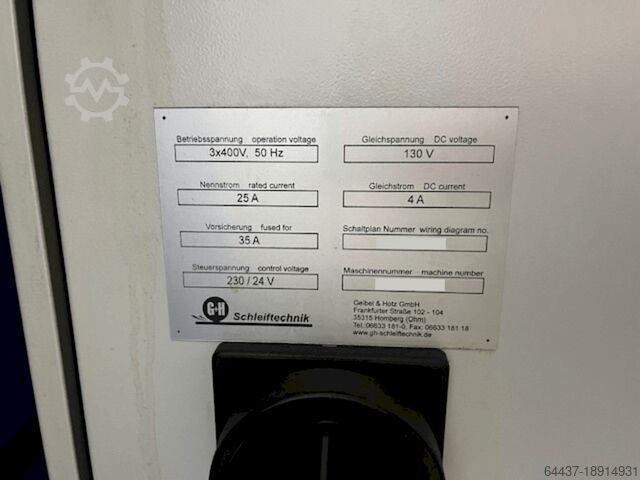 Betriebsspannung operation voltage
3x400V, 50 Hz
Nennstrom rated current
25 A
Vorsicherung fused for
35 A
Steuerspannung control voltage
230 / 24 V
Gleichspannung DC voltage
130 V
Gleichstrom DC current
4 A
Schaltplan Nummer wiring diagram no.
Maschinennummer machine number
G+H Schleiftechnik
Geibel & Hotz GmbH
Frankfurter Straße 102 - 104
35315 Homberg (Ohm)
Tel.:06633 181-0, Fax: 06633 181 18
www.gh-schleiftechnik.de
64437-18914931